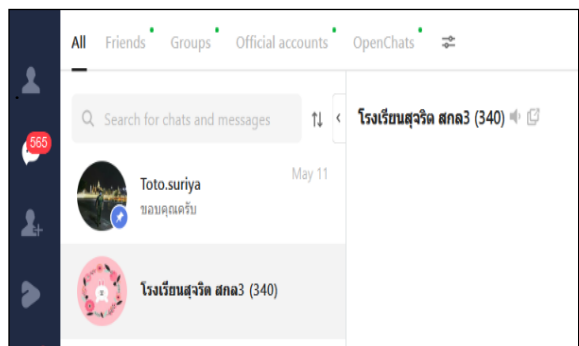 All Friends Groups Official accounts OpenChats
565
Search for chats and messages
โรงเรียนสุจริต สกล3 (340)
Toto.suriya May 11
ขอบคุณครับ
โรงเรียนสุจริต สกล3 (340)